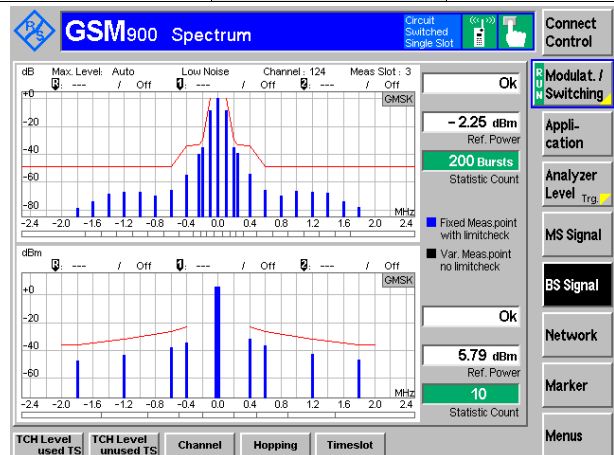 R S
GSM900 Spectrum
Circuit
Switched
Single Slot
Connect
Control
dB Max. Level: Auto Low Noise Channel : 124 Meas Slot : 3
R: --- / Off 1: --- / Off 2: --- / Off
GMSK
+0
-20
-40
-60
-80
MHz
-2.4 -2.0 -1.6 -1.2 -0.8 -0.4 0.0 0.4 0.8 1.2 1.6 2.0 2.4
Ok
-2.25 dBm
Ref. Power
200 Bursts
Statistic Count
Fixed Meas.point
with limitcheck
Var. Meas.point
no limitcheck
dBm
R: --- / Off 1: --- / Off 2: --- / Off
GMSK
+0
-20
-40
-60
MHz
-2.4 -2.0 -1.6 -1.2 -0.8 -0.4 0.0 0.4 0.8 1.2 1.6 2.0 2.4
Ok
5.79 dBm
Ref. Power
10
Statistic Count
RUN
Modulat. /
Switching
Appli-
cation
Analyzer
Level Trg.
MS Signal
BS Signal
Network
Marker
Menus
TCH Level
used TS
TCH Level
unused TS
Channel
Hopping
Timeslot